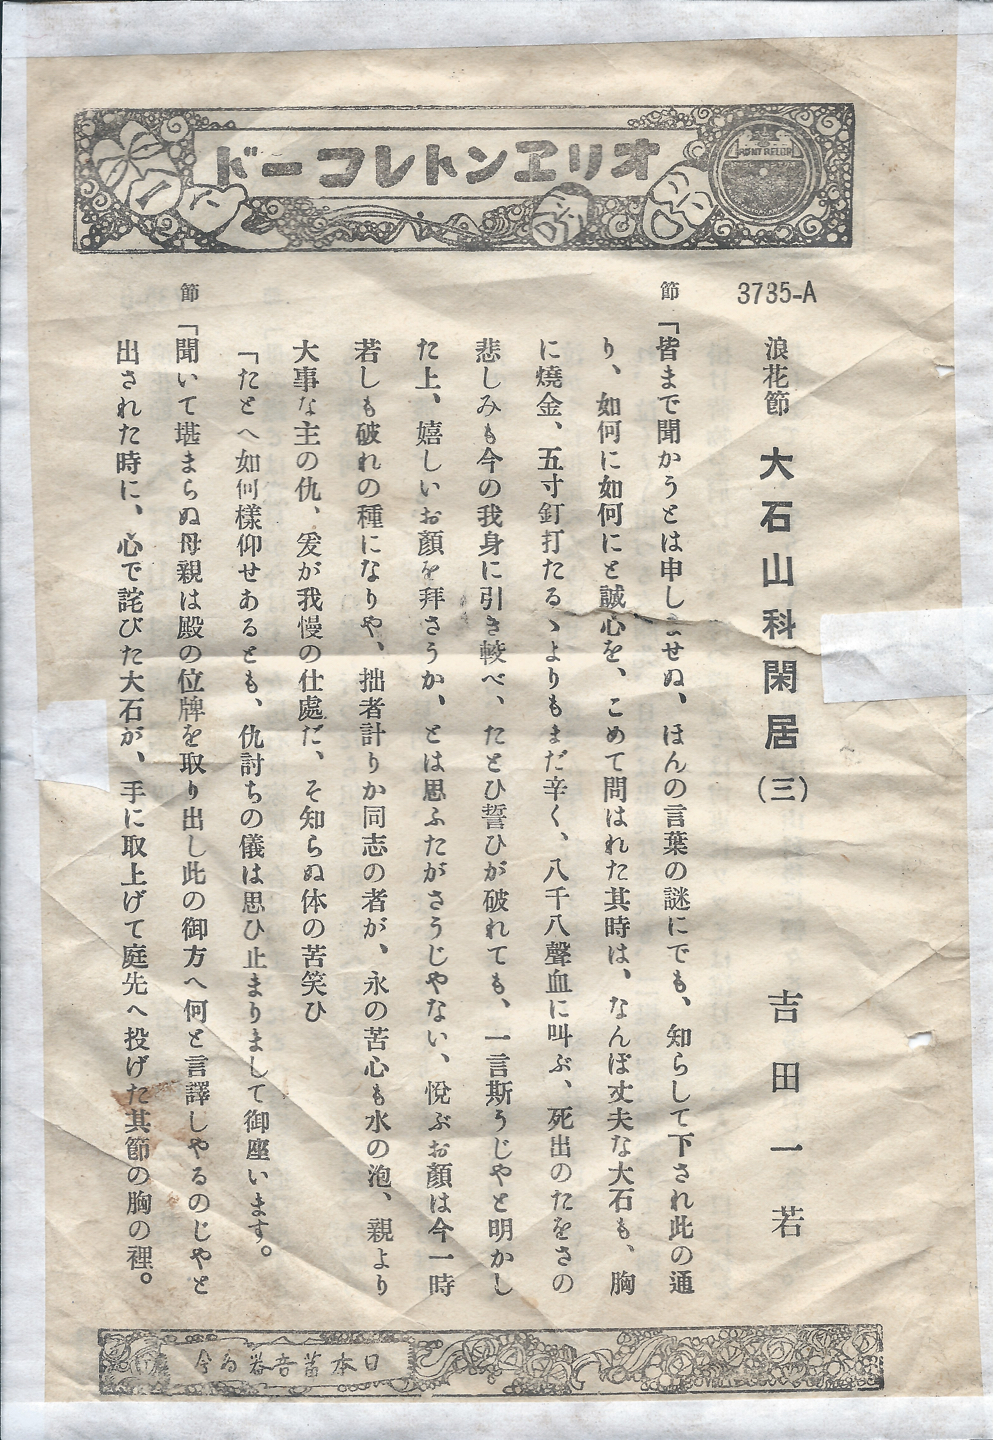 オリヱントレコード
3735-A
浪花節 大石山科閑居(三) 吉田一若
節「皆まで聞かうとは申しませぬ、ほんの言葉の謎にでも、知らして下され此の通
り、如何に如何にと誠心を、こめて問はれた其時は、なんぼ丈夫な大石も、胸
に燒金、五寸釘打たるゝよりもまだ辛く、八千八聲血に叫ぶ、死出のたをさの
悲しみも今の我身に引き較べ、たとひ誓ひが破れても、一言斯うじやと明かし
た上、嬉しいお顔を拜さうか、とは思ふたがさうじやない、悅ぶお顔は今一時
若しも破れの種になりや、拙者計りか同志の者が、永の苦心も水の泡、親より
大事な主の仇、爰が我慢の仕處だ、そ知らぬ体の苦笑ひ
「たとへ如何樣仰せあるとも、仇討ちの儀は思ひ止まりまして御座います。
節「聞いて堪まらぬ母親は殿の位牌を取り出し此の御方へ何と言譯しやるのじやと
出された時に、心で詫びた大石が、手に取上げて庭先へ投げた其節の胸の裡。
日本蓄音器